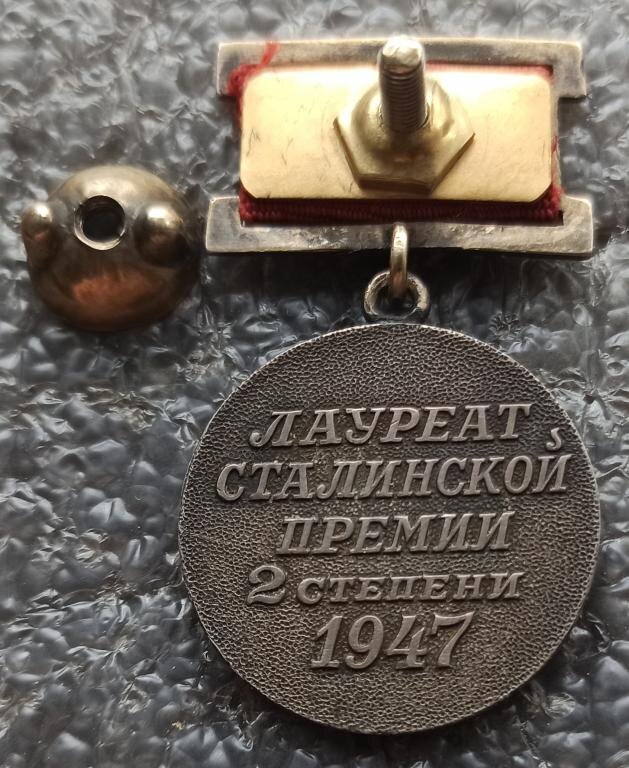 ЛАУРЕАТ
СТАЛИНСКОЙ
ПРЕМИИ
2 СТЕПЕНИ
1947